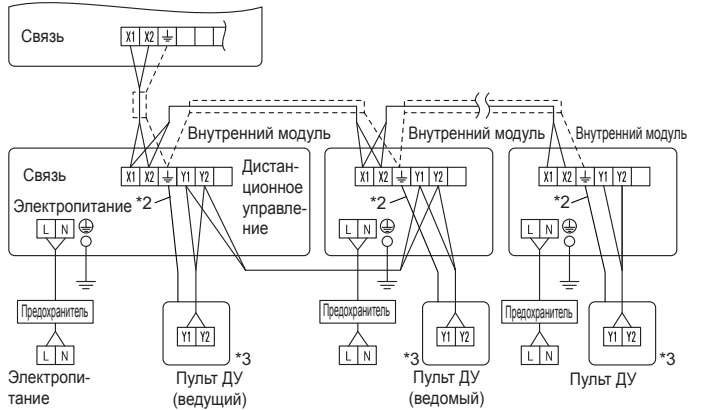 Связь
X1 X2
Внутренний модуль
Внутренний модуль
Внутренний модуль
Связь
X1 X2 Y1 Y2
Дистан-
ционное
управле-
ние
X1 X2 Y1 Y2
X1 X2 Y1 Y2
Электропитание
*2
*2
*2
L N
L N
L N
Предохранитель
Предохранитель
Предохранитель
Y1 Y2
Y1 Y2
Y1 Y2
*3
*3
*3
L N
L N
L N
Электропи-
тание
Пульт ДУ
(ведущий)
Пульт ДУ
(ведомый)
Пульт ДУ